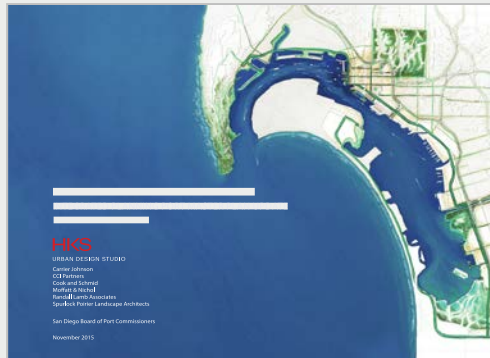 HKS
URBAN DESIGN STUDIO
Carrier Johnson
CCI Partners
Cook and Schmid
Moffatt & Nichol
Randall Lamb Associates
Spurlock Poirier Landscape Architects
San Diego Board of Port Commissioners
November 2015